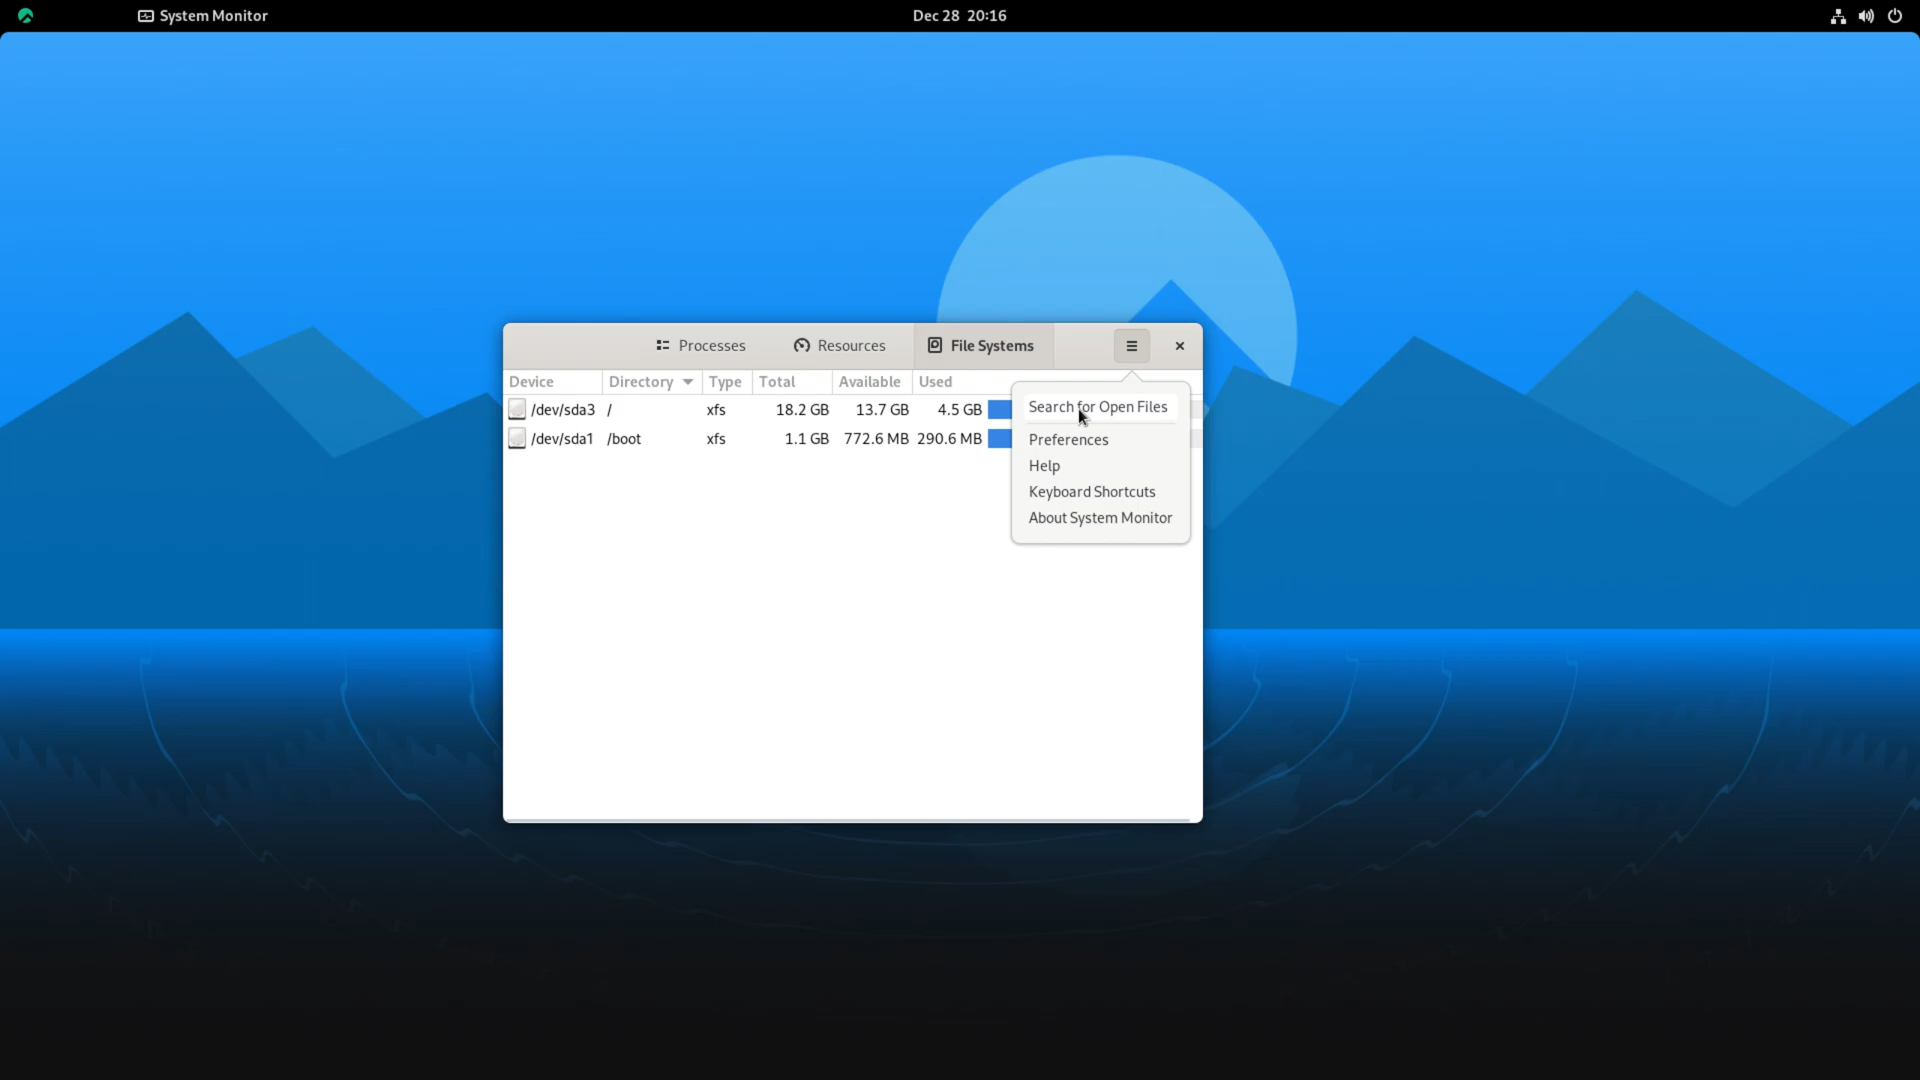 System Monitor
Dec 28 20:16
Processes Resources File Systems
Device Directory Type Total Available Used
/dev/sda3 / xfs 18.2 GB 13.7 GB 4.5 GB
/dev/sda1 /boot xfs 1.1 GB 772.6 MB 290.6 MB
Search for Open Files
Preferences
Help
Keyboard Shortcuts
About System Monitor